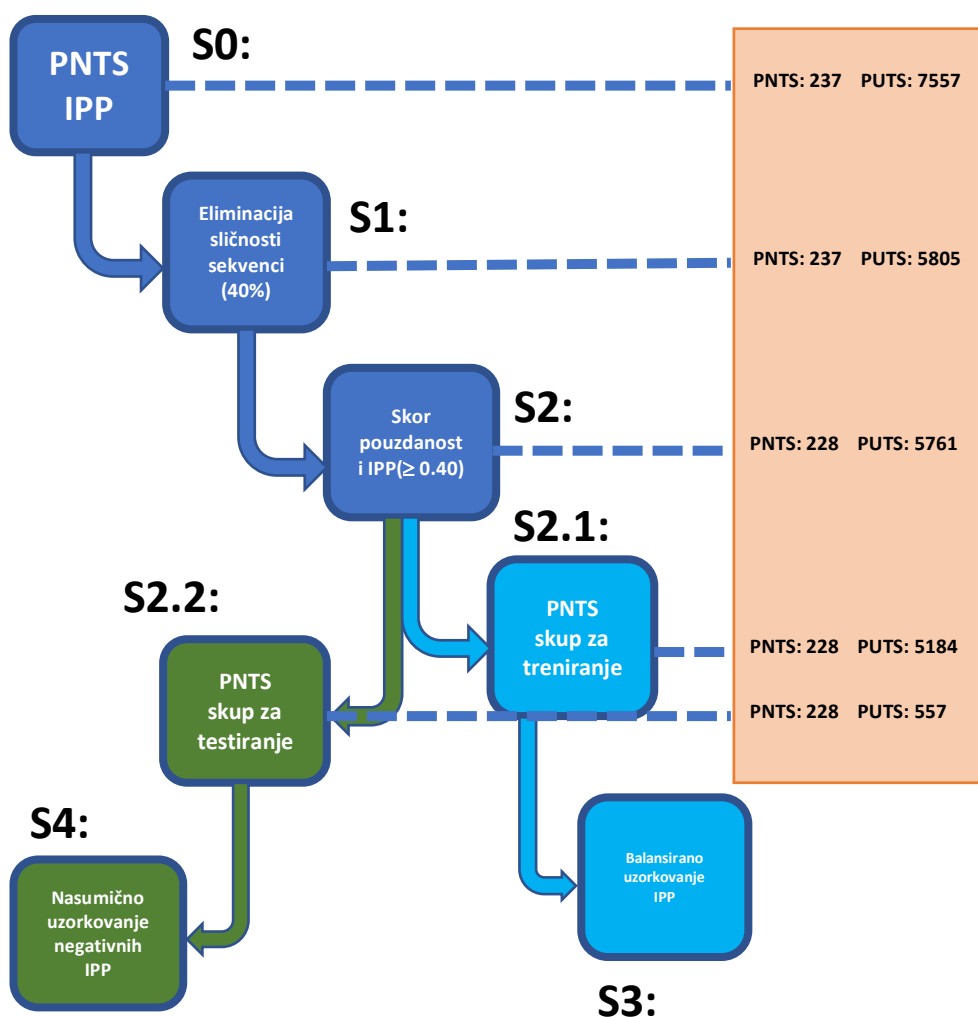 S0:
PNTS
IPP
PNTS: 237 PUTS: 7557
S1:
Eliminacija
sličnosti
sekvenci
(40%)
PNTS: 237 PUTS: 5805
S2:
Skor
pouzdanost
i IPP(≥ 0.40)
PNTS: 228 PUTS: 5761
S2.1:
PNTS
skup za
treniranje
PNTS: 228 PUTS: 5184
S2.2:
PNTS
skup za
testiranje
PNTS: 228 PUTS: 557
S4:
Nasumično
uzorkovanje
negativnih
IPP
Balansirano
uzorkovanje
IPP
S3: